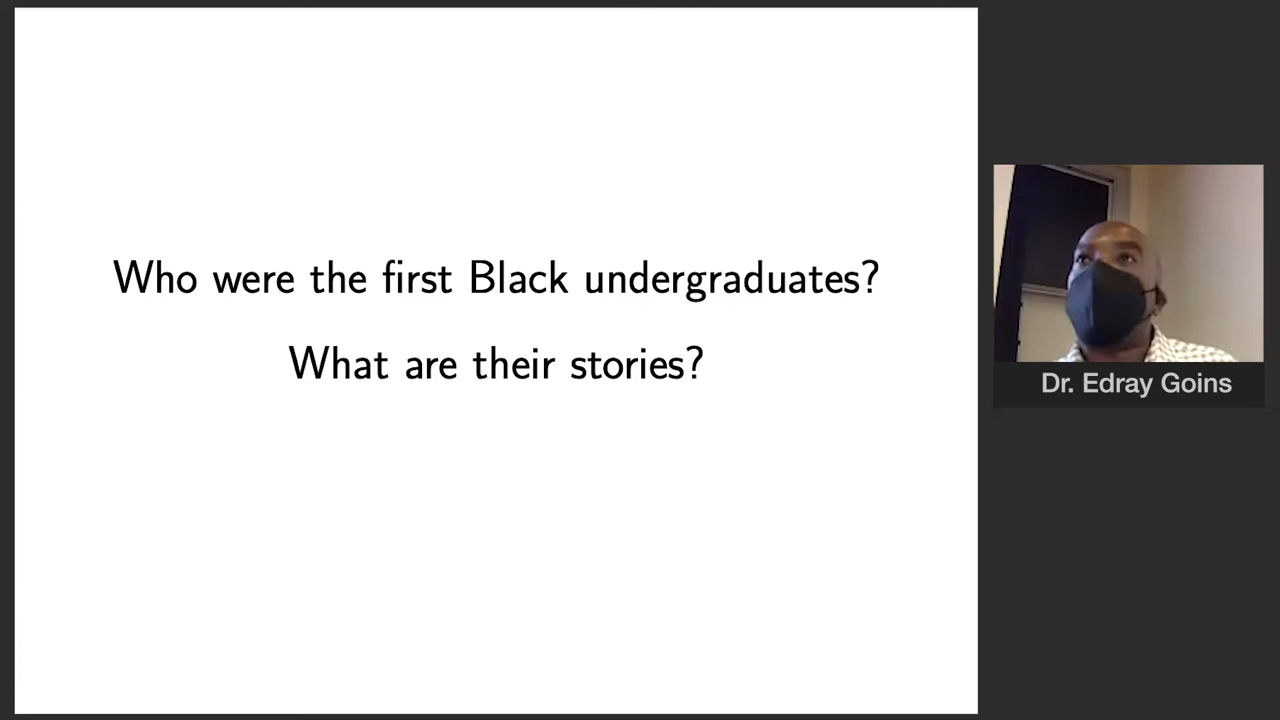 Who were the first Black undergraduates?
What are their stories?
Dr. Edray Goins